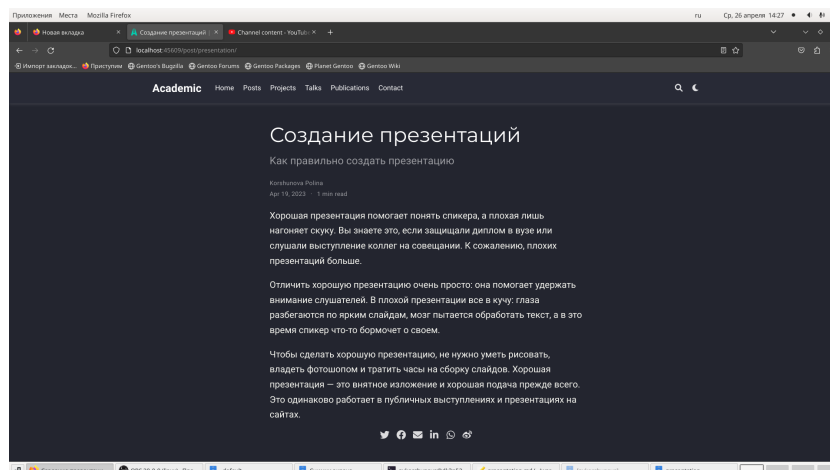 Приложения Места Mozilla Firefox ru Ср, 26 апреля 14:27
Новая вкладка Создание презентаций | Channel content - YouTube
localhost:45609/post/presentation/
Импорт закладок... Приступим Gentoo's Bugzilla Gentoo Forums Gentoo Packages Planet Gentoo Gentoo Wiki
Academic Home Posts Projects Talks Publications Contact
Создание презентаций
Как правильно создать презентацию
Korshunova Polina
Apr 19, 2023 · 1 min read
Хорошая презентация помогает понять спикера, а плохая лишь
нагоняет скуку. Вы знаете это, если защищали диплом в вузе или
слушали выступление коллег на совещании. К сожалению, плохих
презентаций больше.
Отличить хорошую презентацию очень просто: она помогает удержать
внимание слушателей. В плохой презентации все в кучу: глаза
разбегаются по ярким слайдам, мозг пытается обработать текст, а в это
время спикер что-то бормочет о своем.
Чтобы сделать хорошую презентацию, не нужно уметь рисовать,
владеть фотошопом и тратить часы на сборку слайдов. Хорошая
презентация — это внятное изложение и хорошая подача прежде всего.
Это одинаково работает в публичных выступлениях и презентациях на
сайтах.